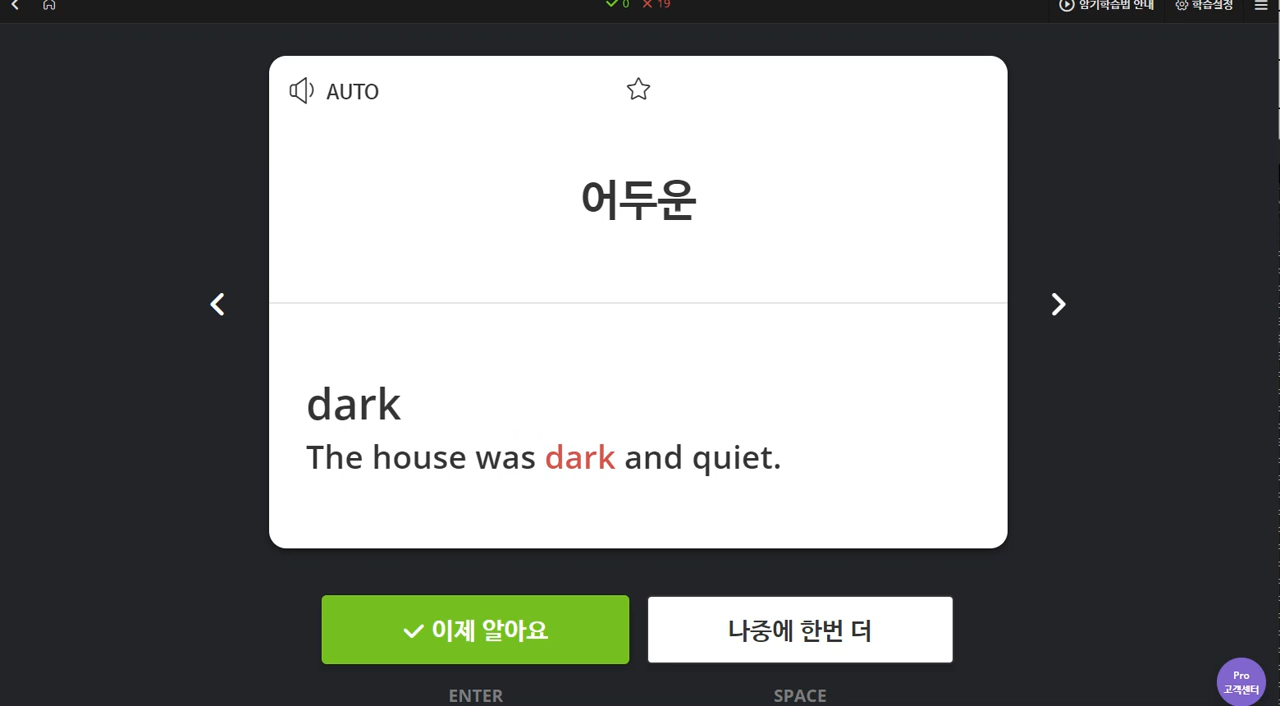 0 19 암기학습법 안내 학습설정
AUTO
어두운
dark
The house was dark and quiet.
이제 알아요 나중에 한번 더
ENTER SPACE
Pro
고객센터